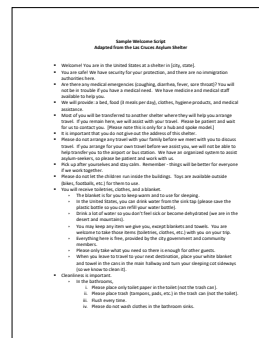 Sample Welcome Script
Adapted from the Las Cruces Asylum Shelter
• Welcome! You are in the United States at a shelter in [city, state].
• You are safe! We have security for your protection, and there are no immigration
authorities here.
• Are there any medical emergencies (coughing, diarrhea, fever, sore throat)? You will
not be in trouble if you have a medical need. We have medicine and medical staff
available to help you.
• We will provide: a bed, food (3 meals per day), clothes, hygiene products, and medical
assistance.
• Most of you will be transferred to another shelter where they will help you arrange
travel. If you remain here, we will assist with your travel. Please be patient and wait
for us to contact you. [Please note this is only for a hub and spoke model.]
• It is important that you do not give out the address of this shelter.
• Please do not arrange any travel with your family before we meet with you to discuss
travel. If you arrange for your own travel before we assist you, we will not be able to
help transfer you to the airport or bus station. We have an organized system to assist
asylum-seekers, so please be patient and work with us.
• Pick up after yourselves and stay calm. Remember - things will be better for everyone
if we work together.
• Please do not let the children run inside the buildings. Toys are available outside
(bikes, footballs, etc.) for them to use.
• You will receive toiletries, clothes, and a blanket.
- The blanket is for you to keep warm and to use for sleeping.
- In the United States, you can drink water from the sink tap (please save the
plastic bottle so you can refill your water bottle).
- Drink a lot of water so you don't feel sick or become dehydrated (we are in the
desert and mountains).
- You may keep any item we give you, except blankets and towels. You are
welcome to take those items (toiletries, clothes, etc.) with you on your trip.
- Everything here is free, provided by the city government and community
members.
- Please only take what you need so there is enough for other guests.
- When you leave to travel to your next destination, place your white blanket
and towel in the cans in the main hallway and turn your sleeping cot sideways
(so we know to clean it).
• Cleanliness is important.
- In the bathrooms,
i. Please place only toilet paper in the toilet (not the trash can).
ii. Please place trash (tampons, pads, etc.) in the trash can (not the toilet).
iii. Flush every time.
iv. Please do not wash clothes in the bathroom sinks.